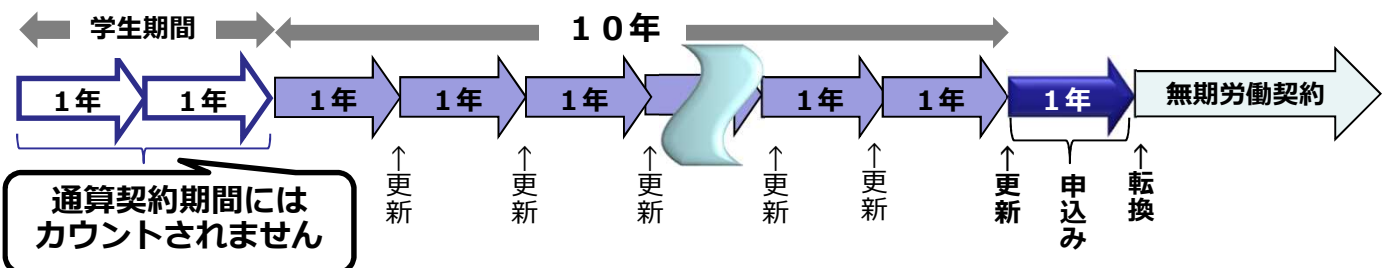 学生期間
１０年
１年
１年
１年
１年
１年
１年
１年
１年
無期労働契約
↑更新
↑更新
↑更新
↑更新
↑更新
↑更新
申込み
↑転換
通算契約期間には
カウントされません